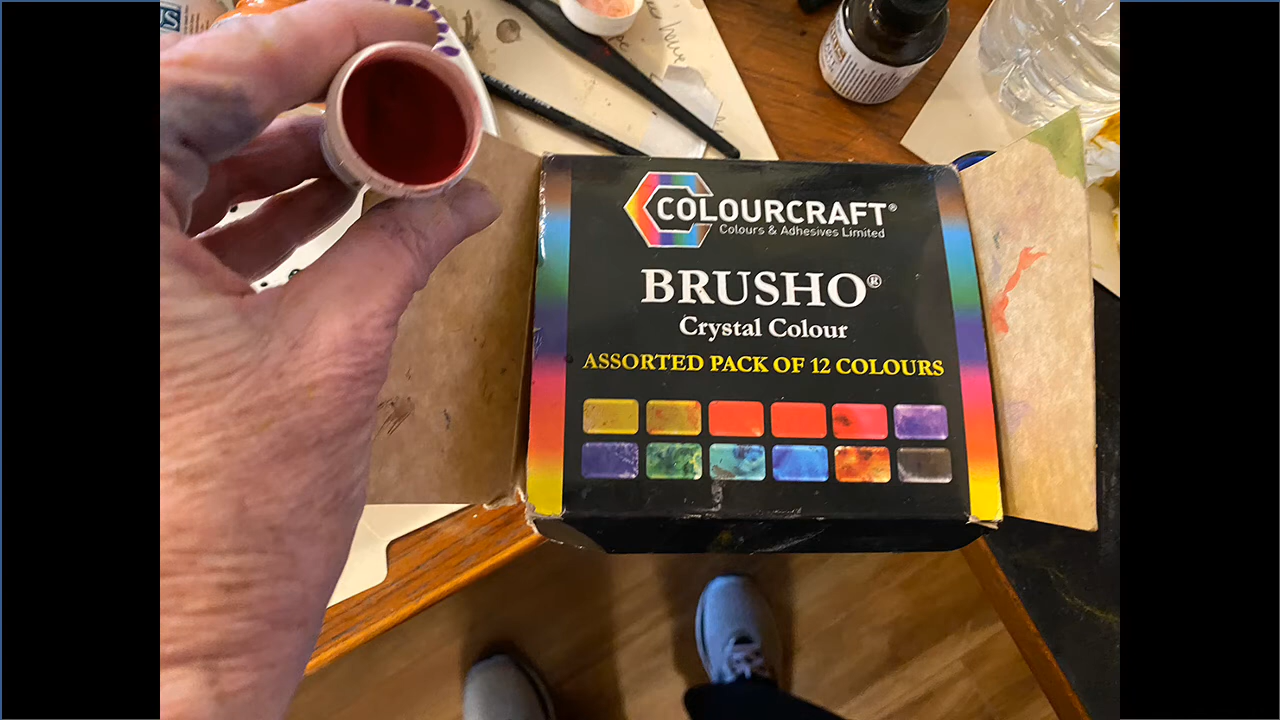 COLOURCRAFT®
Colours & Adhesives Limited
BRUSHO®
Crystal Colour
ASSORTED PACK OF 12 COLOURS